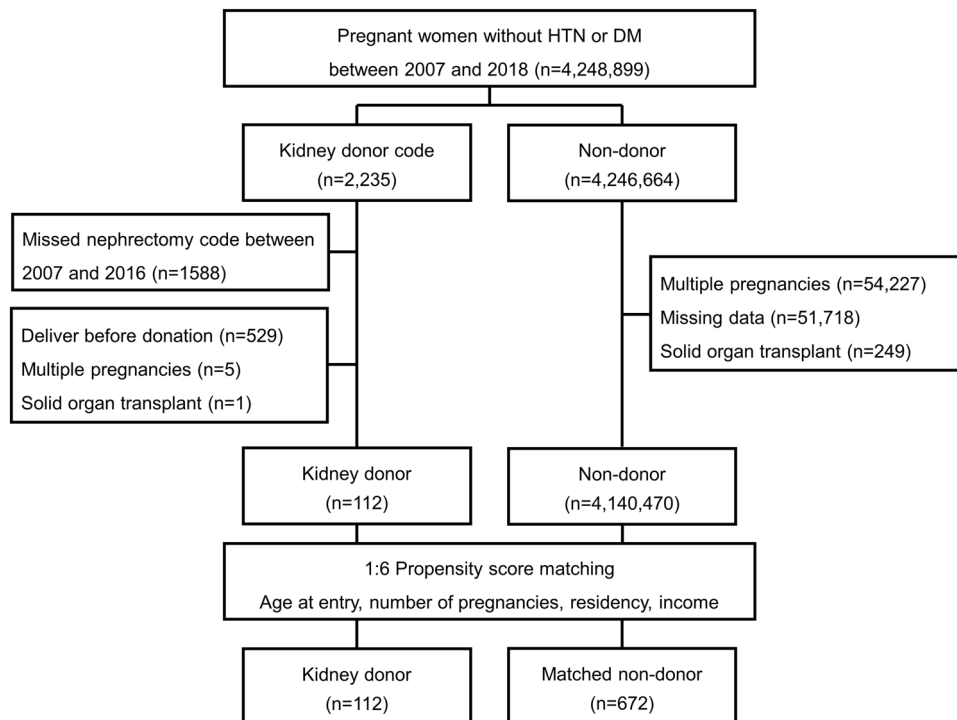 Pregnant women without HTN or DM
between 2007 and 2018 (n=4,248,899)
Kidney donor code
(n=2,235)
Non-donor
(n=4,246,664)
Missed nephrectomy code between
2007 and 2016 (n=1588)
Multiple pregnancies (n=54,227)
Missing data (n=51,718)
Solid organ transplant (n=249)
Deliver before donation (n=529)
Multiple pregnancies (n=5)
Solid organ transplant (n=1)
Kidney donor
(n=112)
Non-donor
(n=4,140,470)
1:6 Propensity score matching
Age at entry, number of pregnancies, residency, income
Kidney donor
(n=112)
Matched non-donor
(n=672)